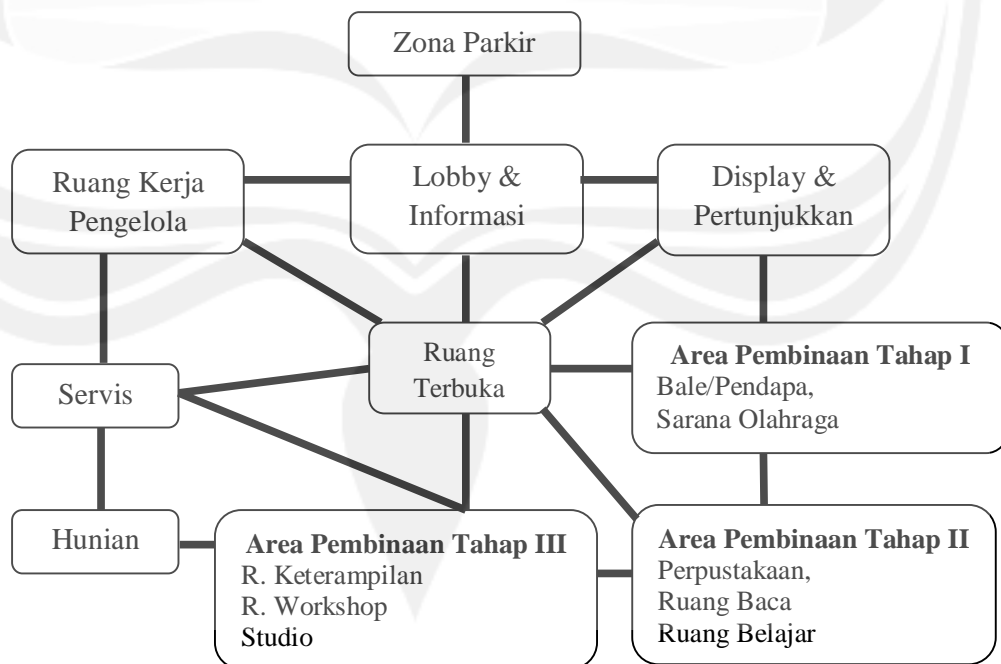 Zona Parkir
Ruang Kerja
Pengelola
Lobby &
Informasi
Display &
Pertunjukkan
Ruang
Terbuka
Area Pembinaan Tahap I
Bale/Pendapa,
Sarana Olahraga
Servis
Hunian
Area Pembinaan Tahap III
R. Keterampilan
R. Workshop
Studio
Area Pembinaan Tahap II
Perpustakaan,
Ruang Baca
Ruang Belajar